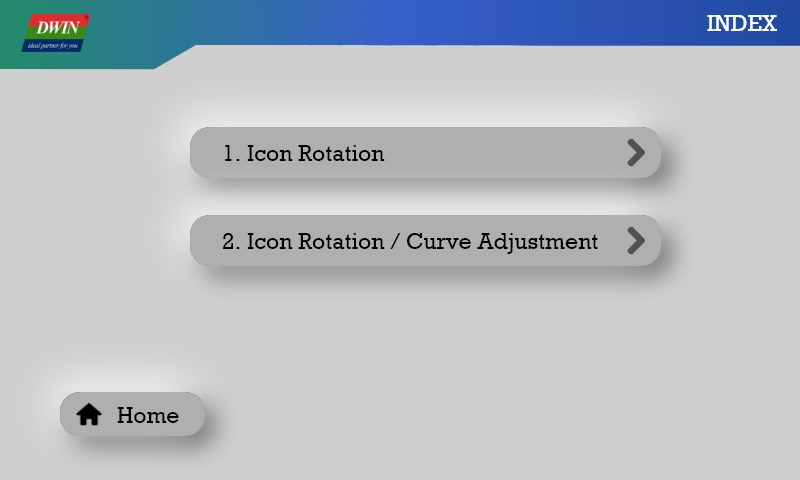 DWIN
ideal partner for you
INDEX
1. Icon Rotation
2. Icon Rotation / Curve Adjustment
Home